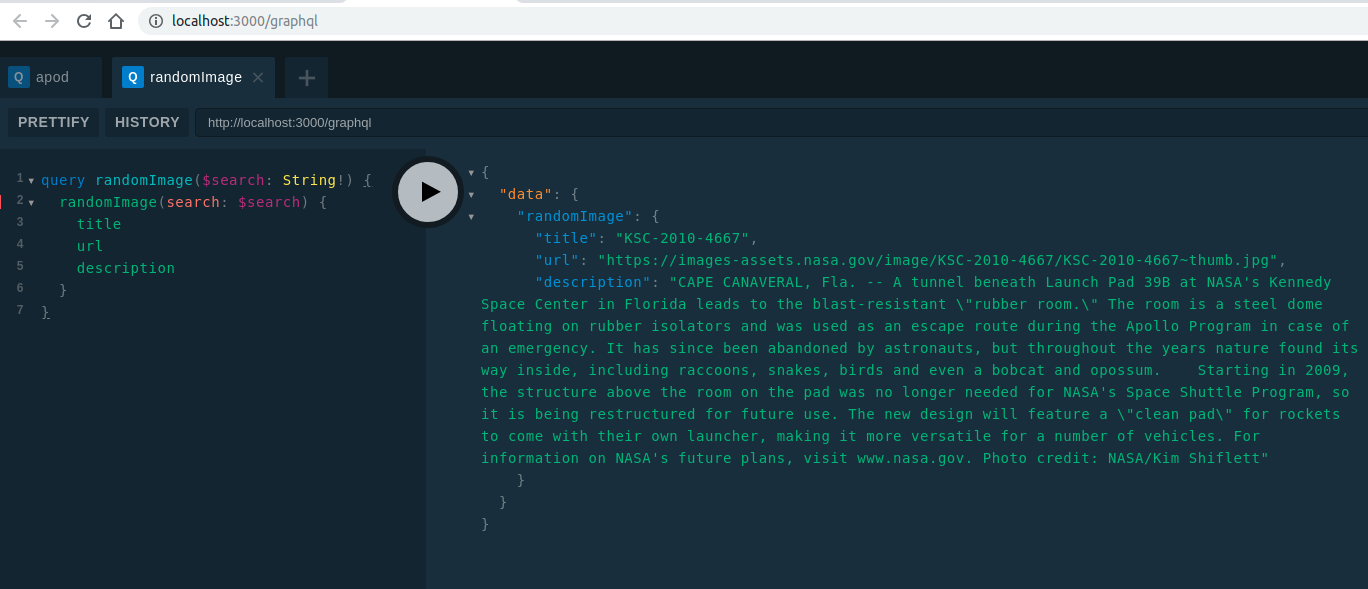 localhost:3000/graphql
Q apod Q randomImage × +
PRETTIFY HISTORY http://localhost:3000/graphql
1 query randomImage($search: String!) {
2 randomImage(search: $search) {
3 title
4 url
5 description
6 }
7 }
{
"data": {
"randomImage": {
"title": "KSC-2010-4667",
"url": "https://images-assets.nasa.gov/image/KSC-2010-4667/KSC-2010-4667~thumb.jpg",
"description": "CAPE CANAVERAL, Fla. -- A tunnel beneath Launch Pad 39B at NASA's Kennedy
Space Center in Florida leads to the blast-resistant \"rubber room.\" The room is a steel dome
floating on rubber isolators and was used as an escape route during the Apollo Program in case of
an emergency. It has since been abandoned by astronauts, but throughout the years nature found its
way inside, including raccoons, snakes, birds and even a bobcat and opossum.    Starting in 2009,
the structure above the room on the pad was no longer needed for NASA's Space Shuttle Program, so
it is being restructured for future use. The new design will feature a \"clean pad\" for rockets
to come with their own launcher, making it more versatile for a number of vehicles. For
information on NASA's future plans, visit www.nasa.gov. Photo credit: NASA/Kim Shiflett"
}
}
}